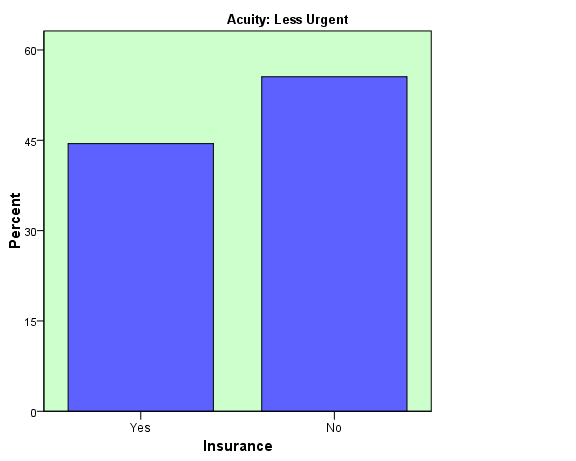 Acuity: Less Urgent
60
45
30
15
0
Percent
Yes No
Insurance